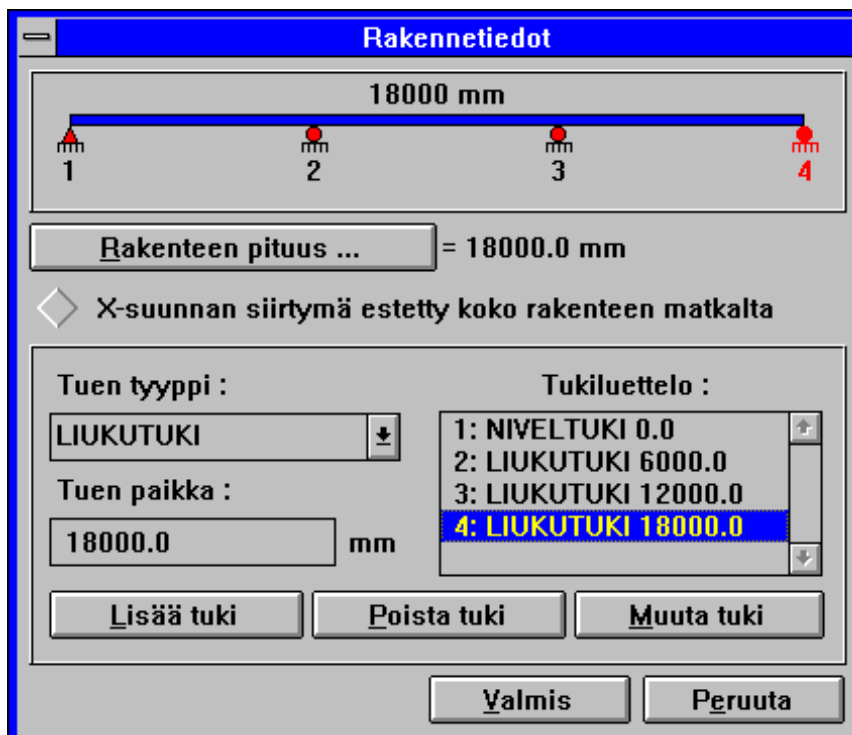 Rakennetiedot
18000 mm
1 2 3 4
Rakenteen pituus ... = 18000.0 mm
X-suunnan siirtymä estetty koko rakenteen matkalta
Tuen tyyppi :
LIUKUTUKI
Tuen paikka :
18000.0 mm
Tukiluettelo :
1: NIVELTUKI 0.0
2: LIUKUTUKI 6000.0
3: LIUKUTUKI 12000.0
4: LIUKUTUKI 18000.0
Lisää tuki Poista tuki Muuta tuki
Valmis Peruuta